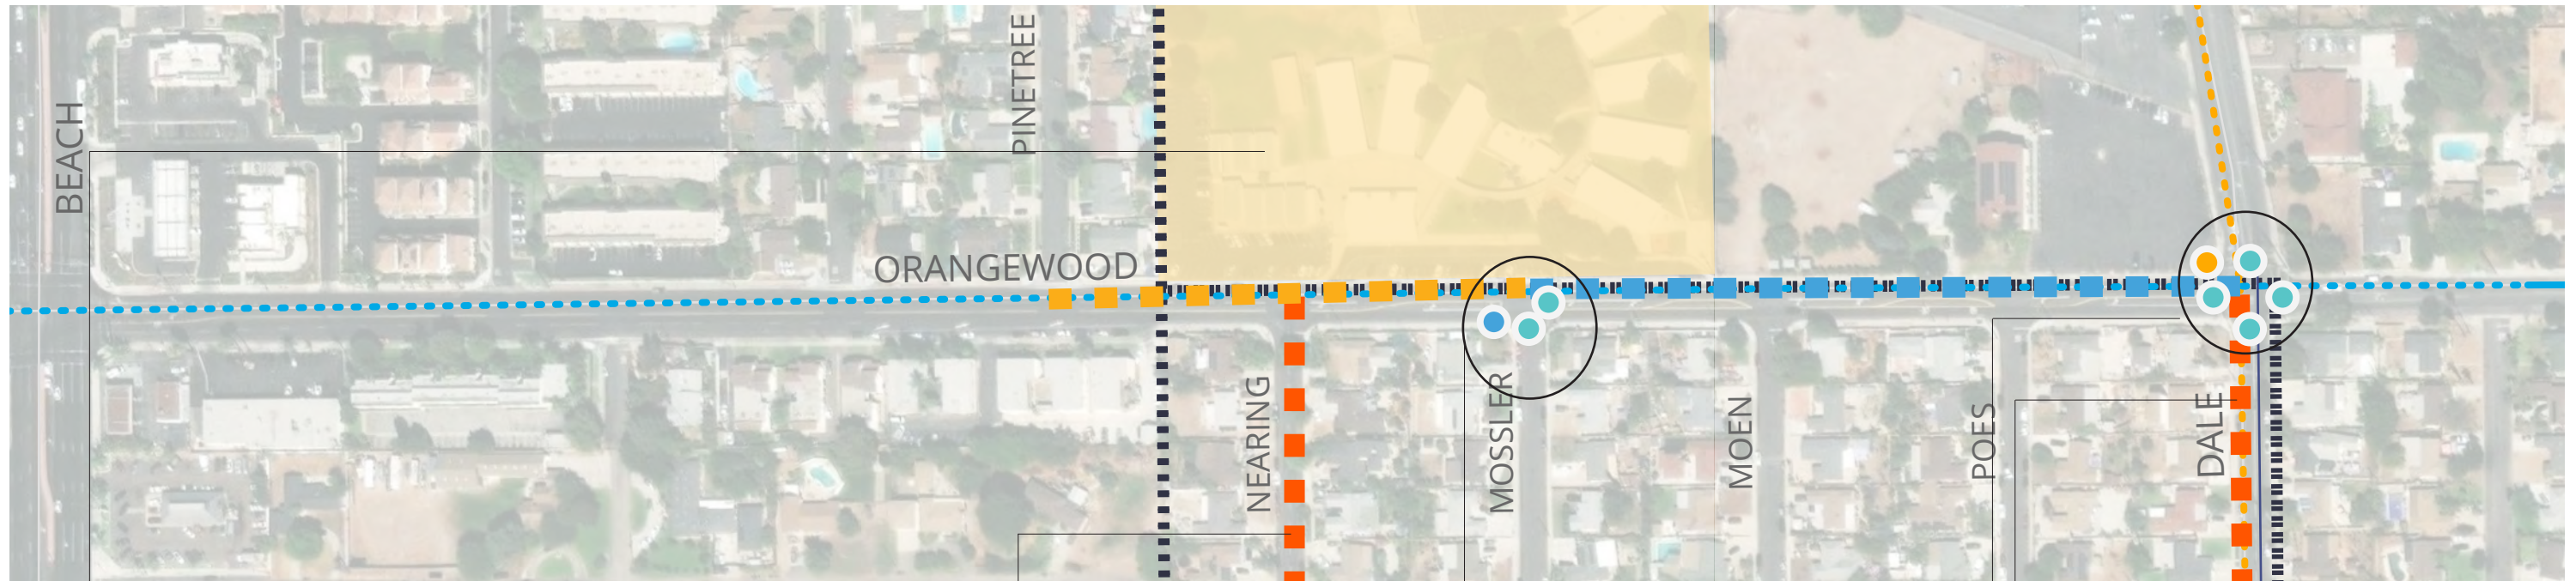 BEACH
PINETREE
ORANGEWOOD
NEARING
MOSSLER
MOEN
POES
DALE